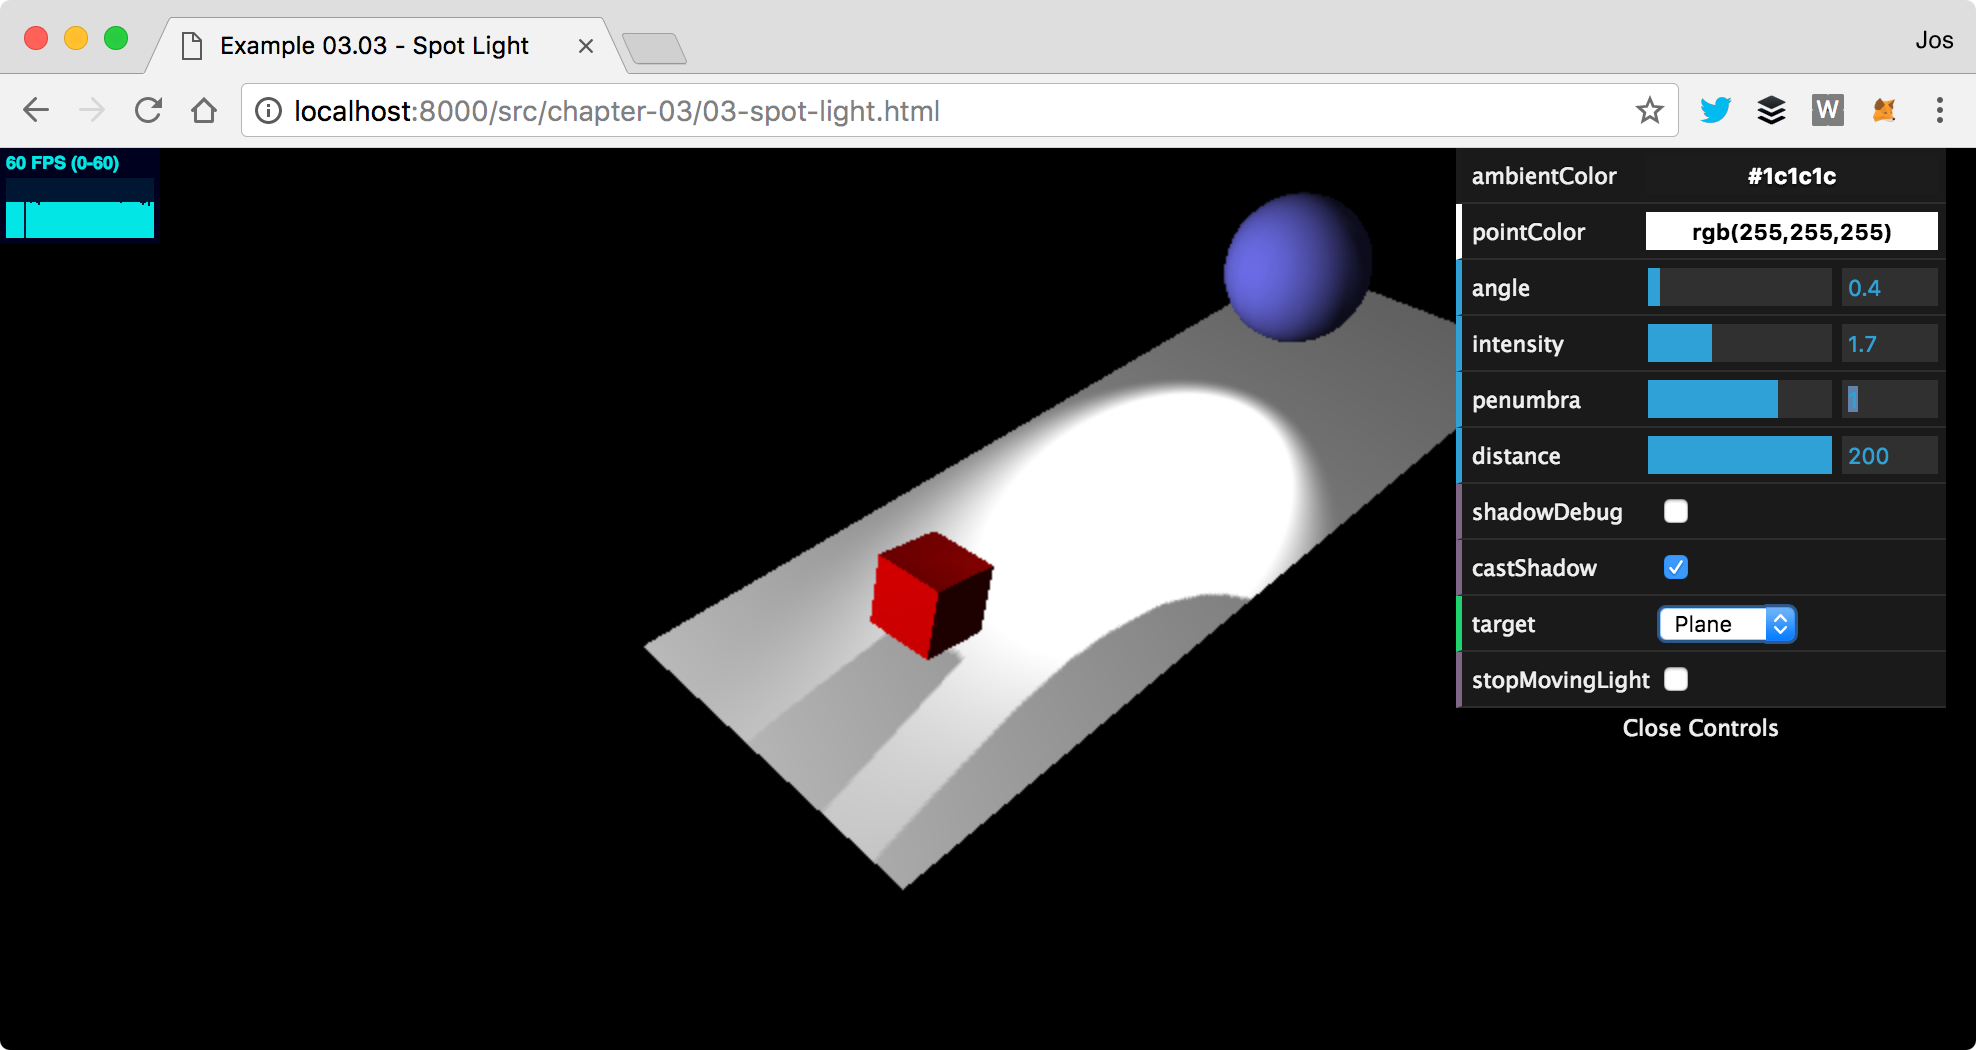 Example 03.03 - Spot Light
Jos
localhost:8000/src/chapter-03/03-spot-light.html
W
60 FPS (0-60)
ambientColor #1c1c1c
pointColor rgb(255,255,255)
angle 0.4
intensity 1.7
penumbra 1
distance 200
shadowDebug
castShadow
target Plane
stopMovingLight
Close Controls